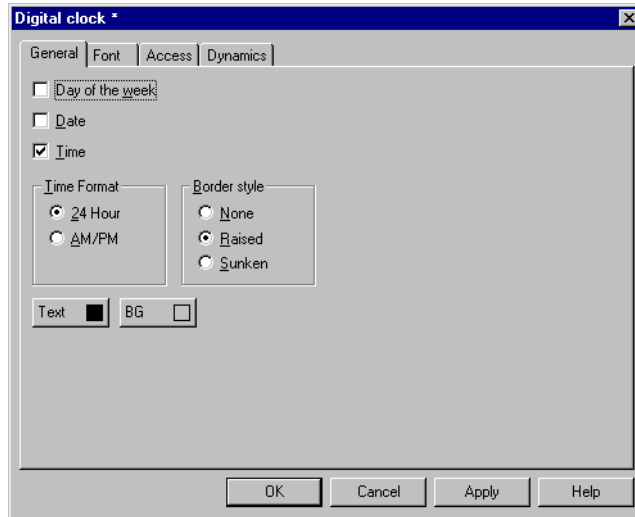 Digital clock *
General Font Access Dynamics
Day of the week
Date
Time
Time Format Border style
24 Hour None
AM/PM Raised
Sunken
Text BG
OK Cancel Apply Help